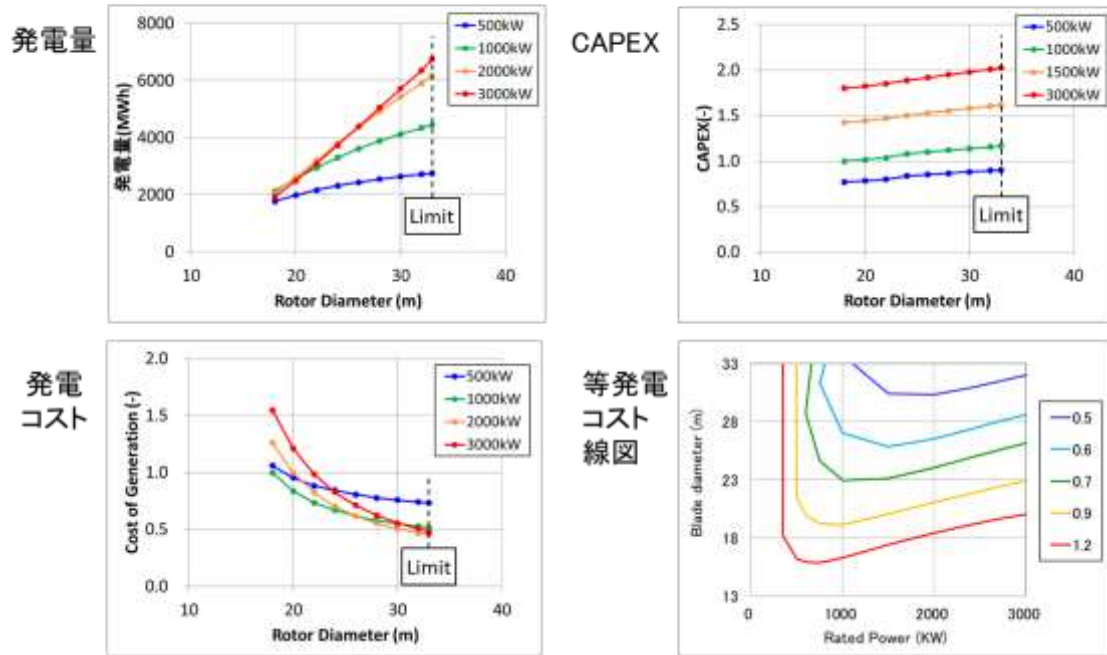 発電量
8000
6000
4000
2000
0
発電量(MWh)
500kW
1000kW
2000kW
3000kW
Limit
10
20
30
40
Rotor Diameter (m)
CAPEX
2.5
2.0
1.5
1.0
0.5
0.0
CAPEX(-)
500kW
1000kW
1500kW
3000kW
Limit
10
20
30
40
Rotor Diameter (m)
発電
コスト
2.0
1.5
1.0
0.5
0.0
Cost of Generation (-)
500kW
1000kW
2000kW
3000kW
Limit
10
20
30
40
Rotor Diameter (m)
等発電
コスト
線図
33
28
23
18
13
Blade diameter (m)
0.5
0.6
0.7
0.9
1.2
0
1000
2000
3000
Rated Power (KW)